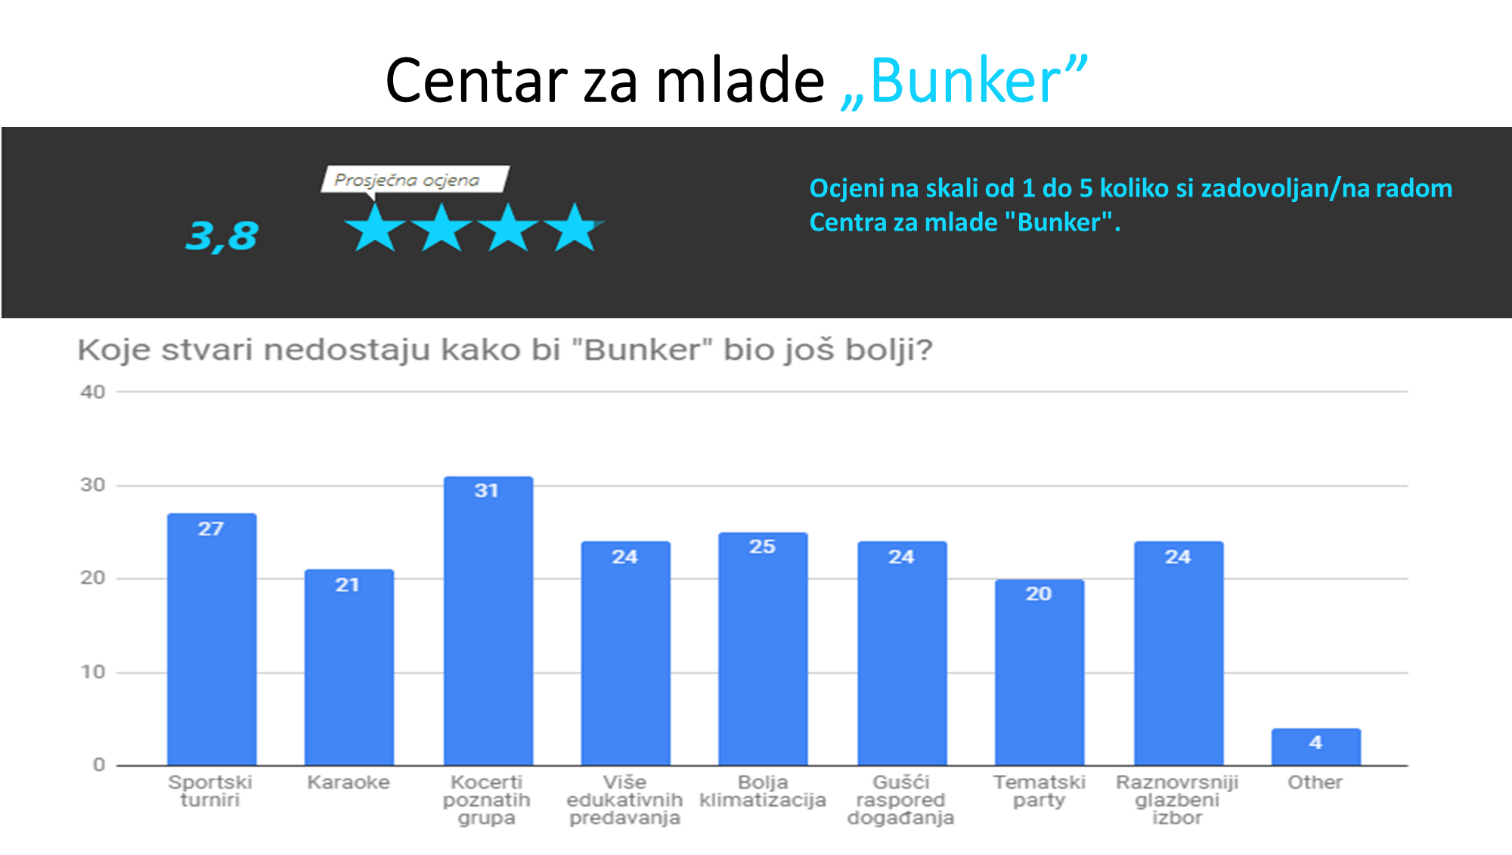 Centar za mlade „Bunker”
Prosječna ocjena
3,8
Ocjeni na skali od 1 do 5 koliko si zadovoljan/na radom
Centra za mlade "Bunker".
Koje stvari nedostaju kako bi "Bunker" bio još bolji?
40
30
20
10
0
27
21
31
24
25
24
20
24
4
Sportski
turniri
Karaoke
Kocerti
poznatih
grupa
Više
edukativnih
predavanja
Bolja
klimatizacija
Gušći
raspored
događanja
Tematski
party
Raznovrsniji
glazbeni
izbor
Other